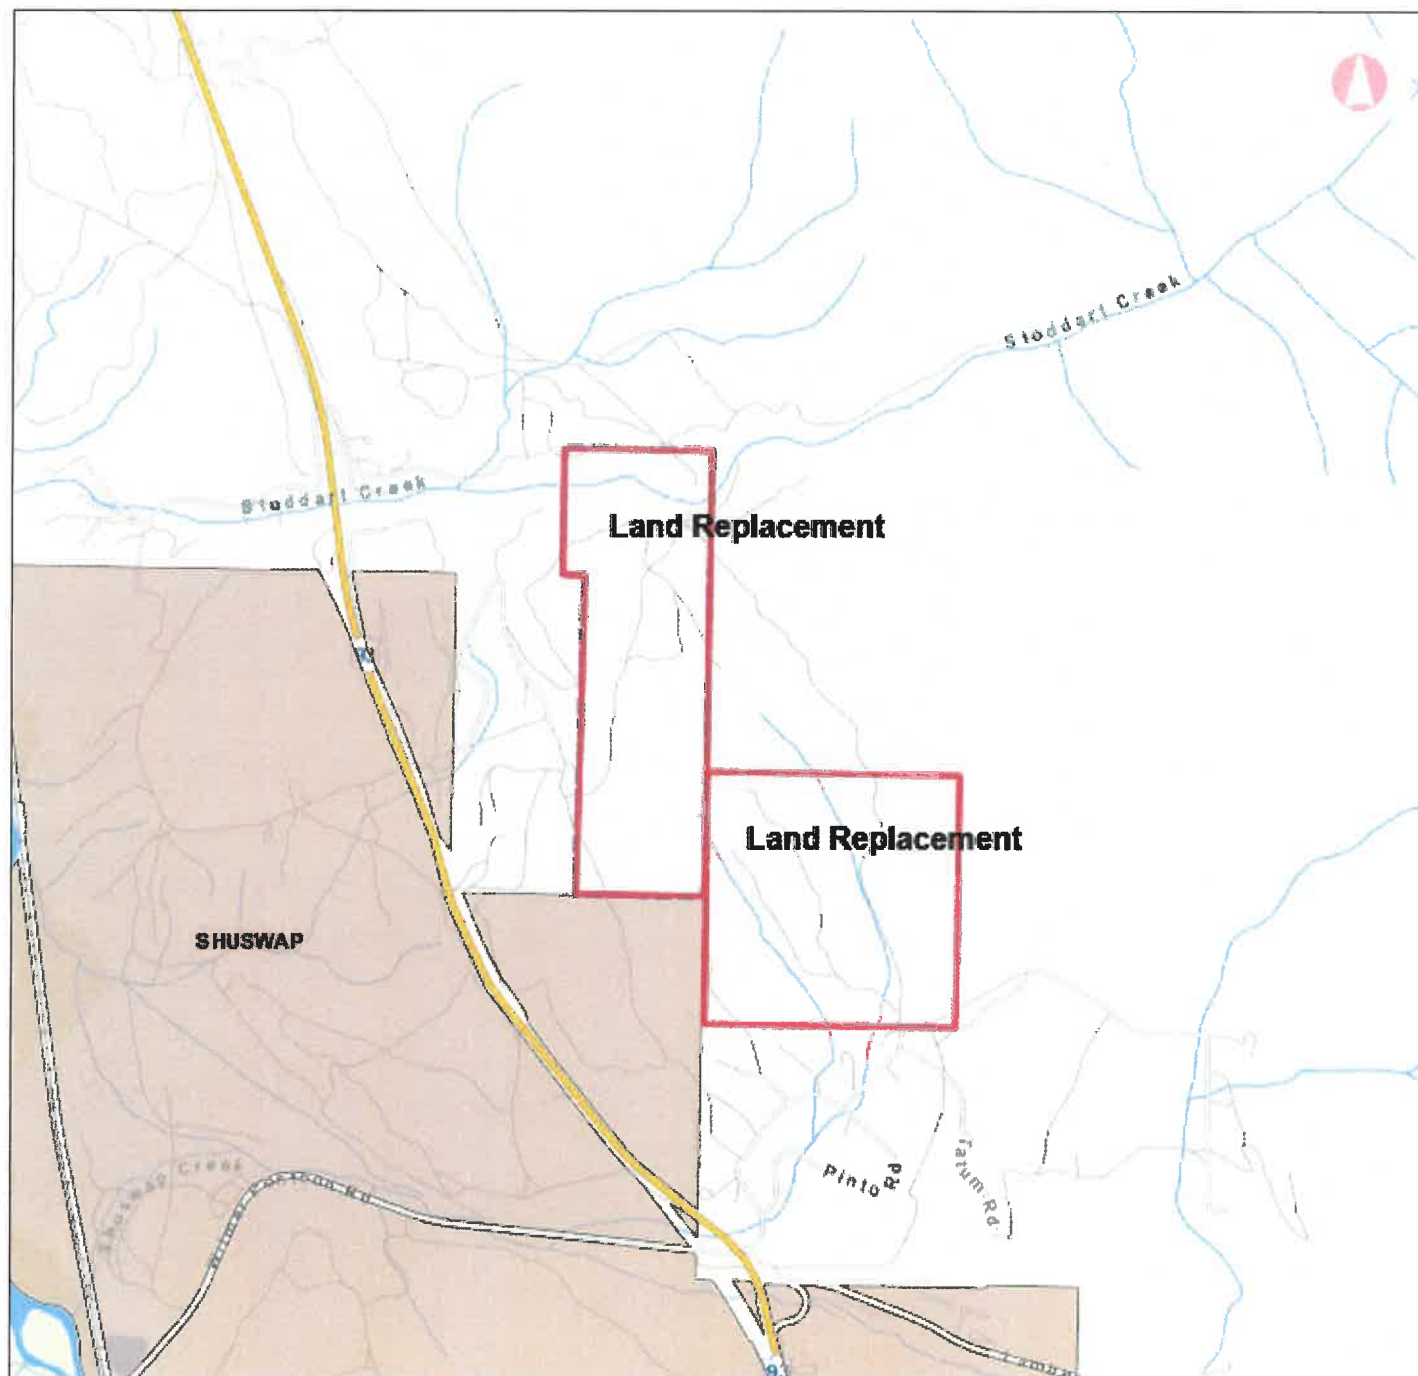 Stoddart Creek
Stoddart Creek
Land Replacement
Land Replacement
SHUSWAP
Shuswap Creek
Pinto Rd
Tatum Rd